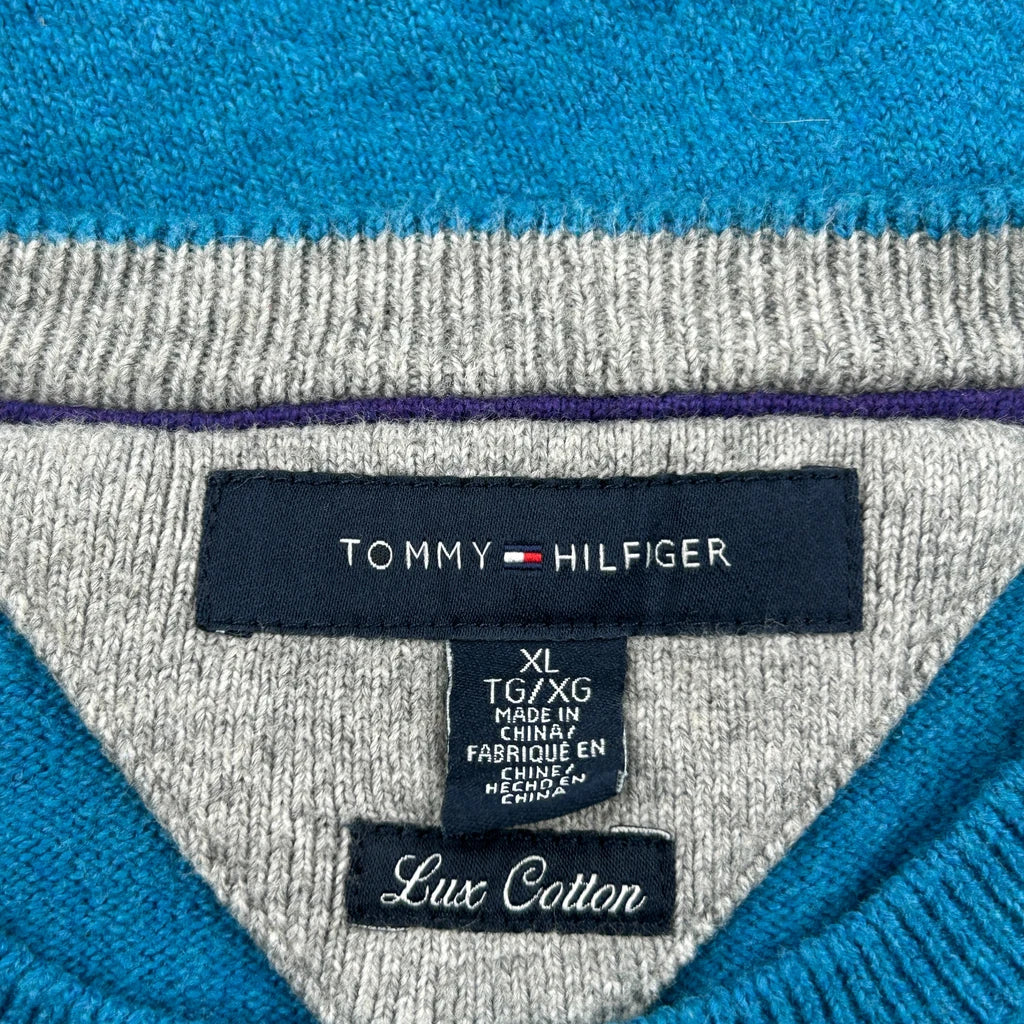 TOMMY HILFIGER
XL
TG/XG
MADE IN
CHINA/
FABRIQUÉ EN
CHINE/
HECHO EN
CHINA
Lux Cotton